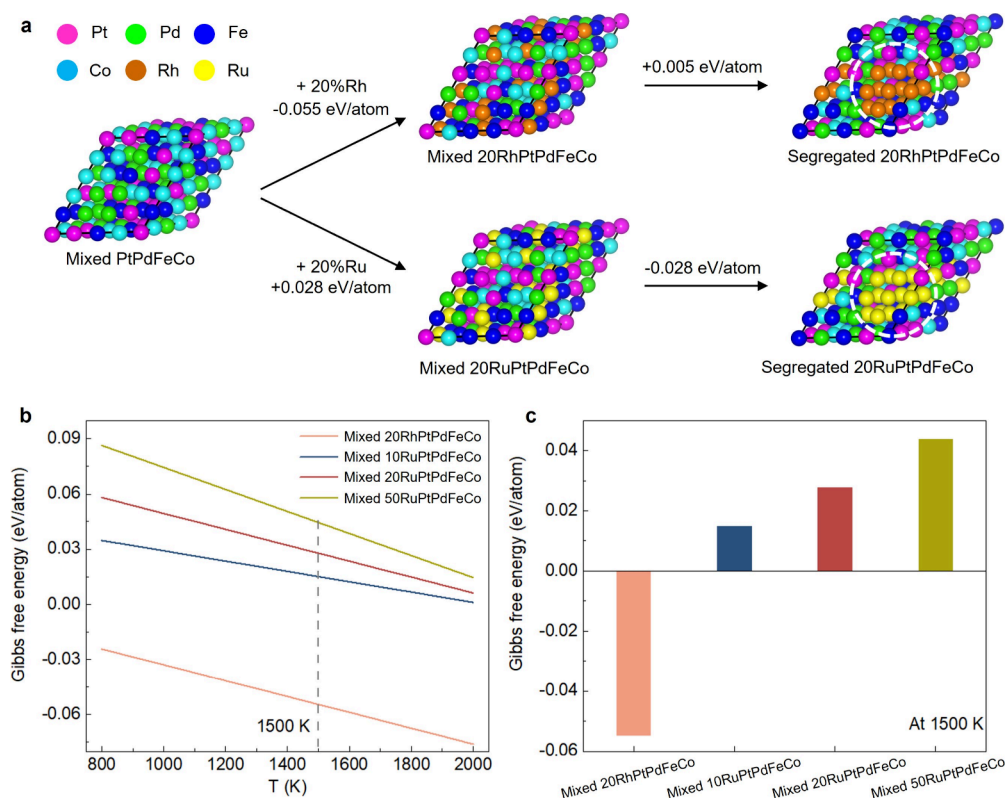 a
Pt Pd Fe
Co Rh Ru
Mixed PtPdFeCo
+ 20%Rh
-0.055 eV/atom
Mixed 20RhPtPdFeCo
+0.005 eV/atom
Segregated 20RhPtPdFeCo
+ 20%Ru
+0.028 eV/atom
Mixed 20RuPtPdFeCo
-0.028 eV/atom
Segregated 20RuPtPdFeCo
b
Gibbs free energy (eV/atom)
0.09
0.06
0.03
0.00
-0.03
-0.06
Mixed 20RhPtPdFeCo
Mixed 10RuPtPdFeCo
Mixed 20RuPtPdFeCo
Mixed 50RuPtPdFeCo
1500 K
800 1000 1200 1400 1600 1800 2000
T (K)
c
Gibbs free energy (eV/atom)
0.04
0.02
0.00
-0.02
-0.04
-0.06
At 1500 K
Mixed 20RhPtPdFeCo
Mixed 10RuPtPdFeCo
Mixed 20RuPtPdFeCo
Mixed 50RuPtPdFeCo